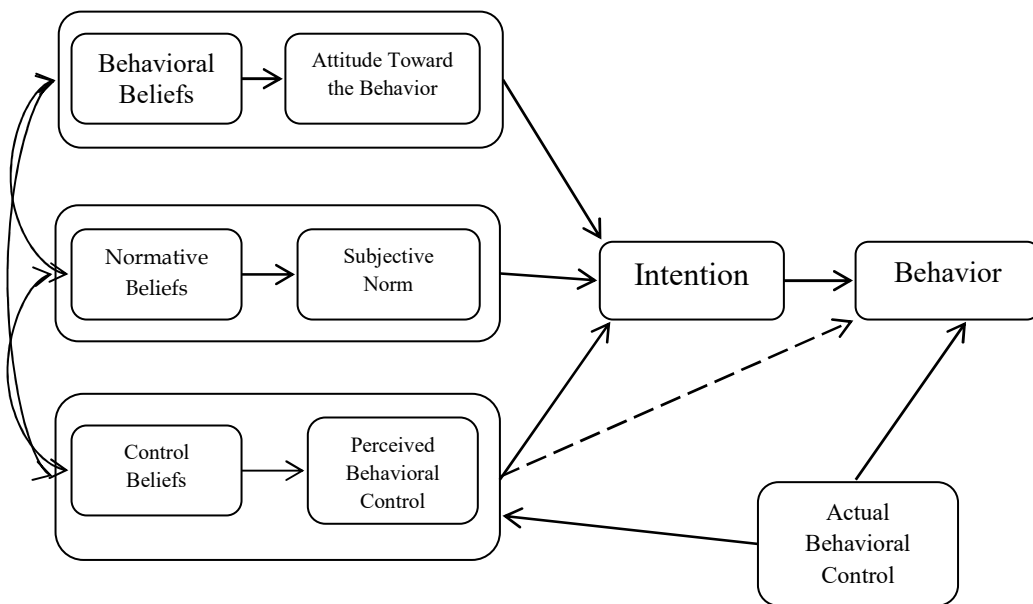 Behavioral
Beliefs
Attitude Toward
the Behavior
Normative
Beliefs
Subjective
Norm
Intention
Behavior
Control
Beliefs
Perceived
Behavioral
Control
Actual
Behavioral
Control